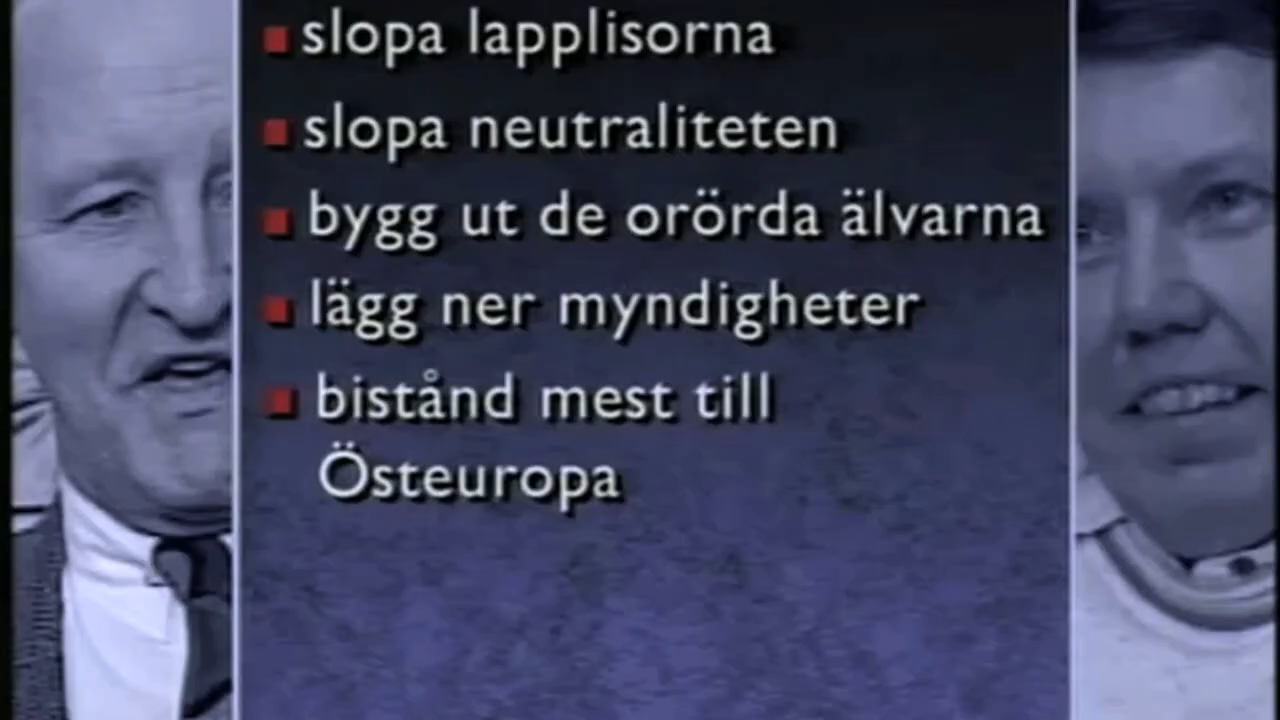 slopa lapplisorna
slopa neutraliteten
bygg ut de orörda älvarna
lägg ner myndigheter
bistånd mest till
Östeuropa